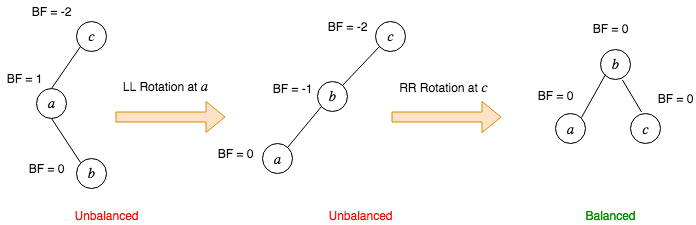 BF = -2
c
BF = 1
a
BF = 0
b
Unbalanced
LL Rotation at a
BF = -2
c
BF = -1
b
BF = 0
a
Unbalanced
RR Rotation at c
BF = 0
b
BF = 0
a
BF = 0
c
Balanced